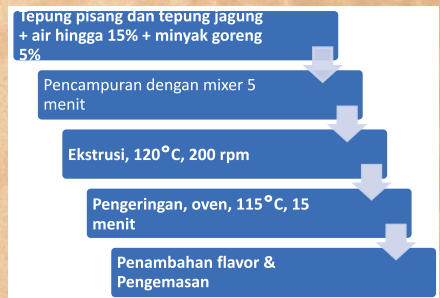 Tepung pisang dan tepung jagung
+ air hingga 15% + minyak goreng
5%
Pencampuran dengan mixer 5
menit
Ekstrusi, 120°C, 200 rpm
Pengeringan, oven, 115°C, 15
menit
Penambahan flavor &
Pengemasan